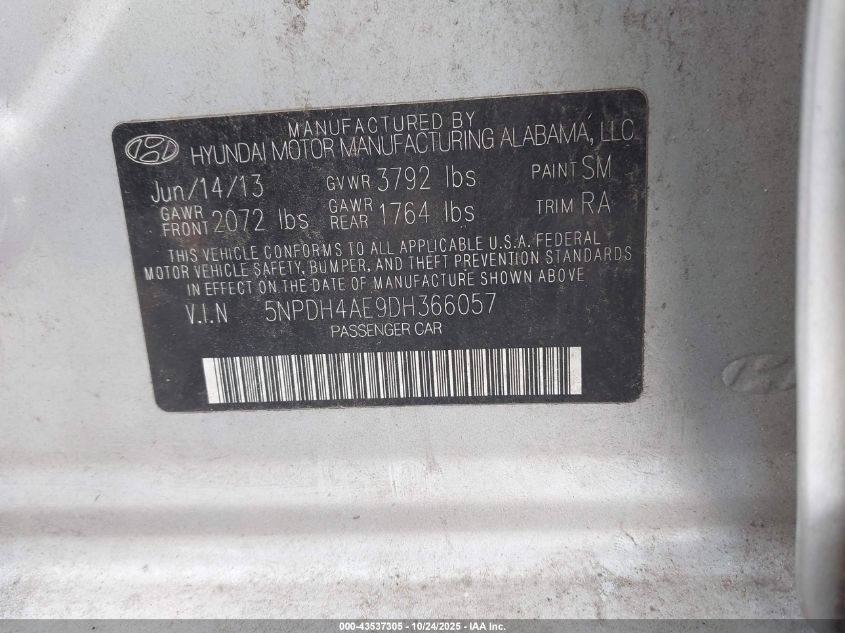 MANUFACTURED BY
HYUNDAI MOTOR MANUFACTURING ALABAMA, LLC
Jun/14/13 GVWR 3792 lbs PAINT SM
GAWR FRONT 2072 lbs GAWR REAR 1764 lbs TRIM RA
THIS VEHICLE CONFORMS TO ALL APPLICABLE U.S.A. FEDERAL
MOTOR VEHICLE SAFETY, BUMPER, AND THEFT PREVENTION STANDARDS
IN EFFECT ON THE DATE OF MANUFACTURE SHOWN ABOVE
V.I.N 5NPDH4AE9DH366057
PASSENGER CAR
000-43537305 - 10/24/2025 - IAA Inc.